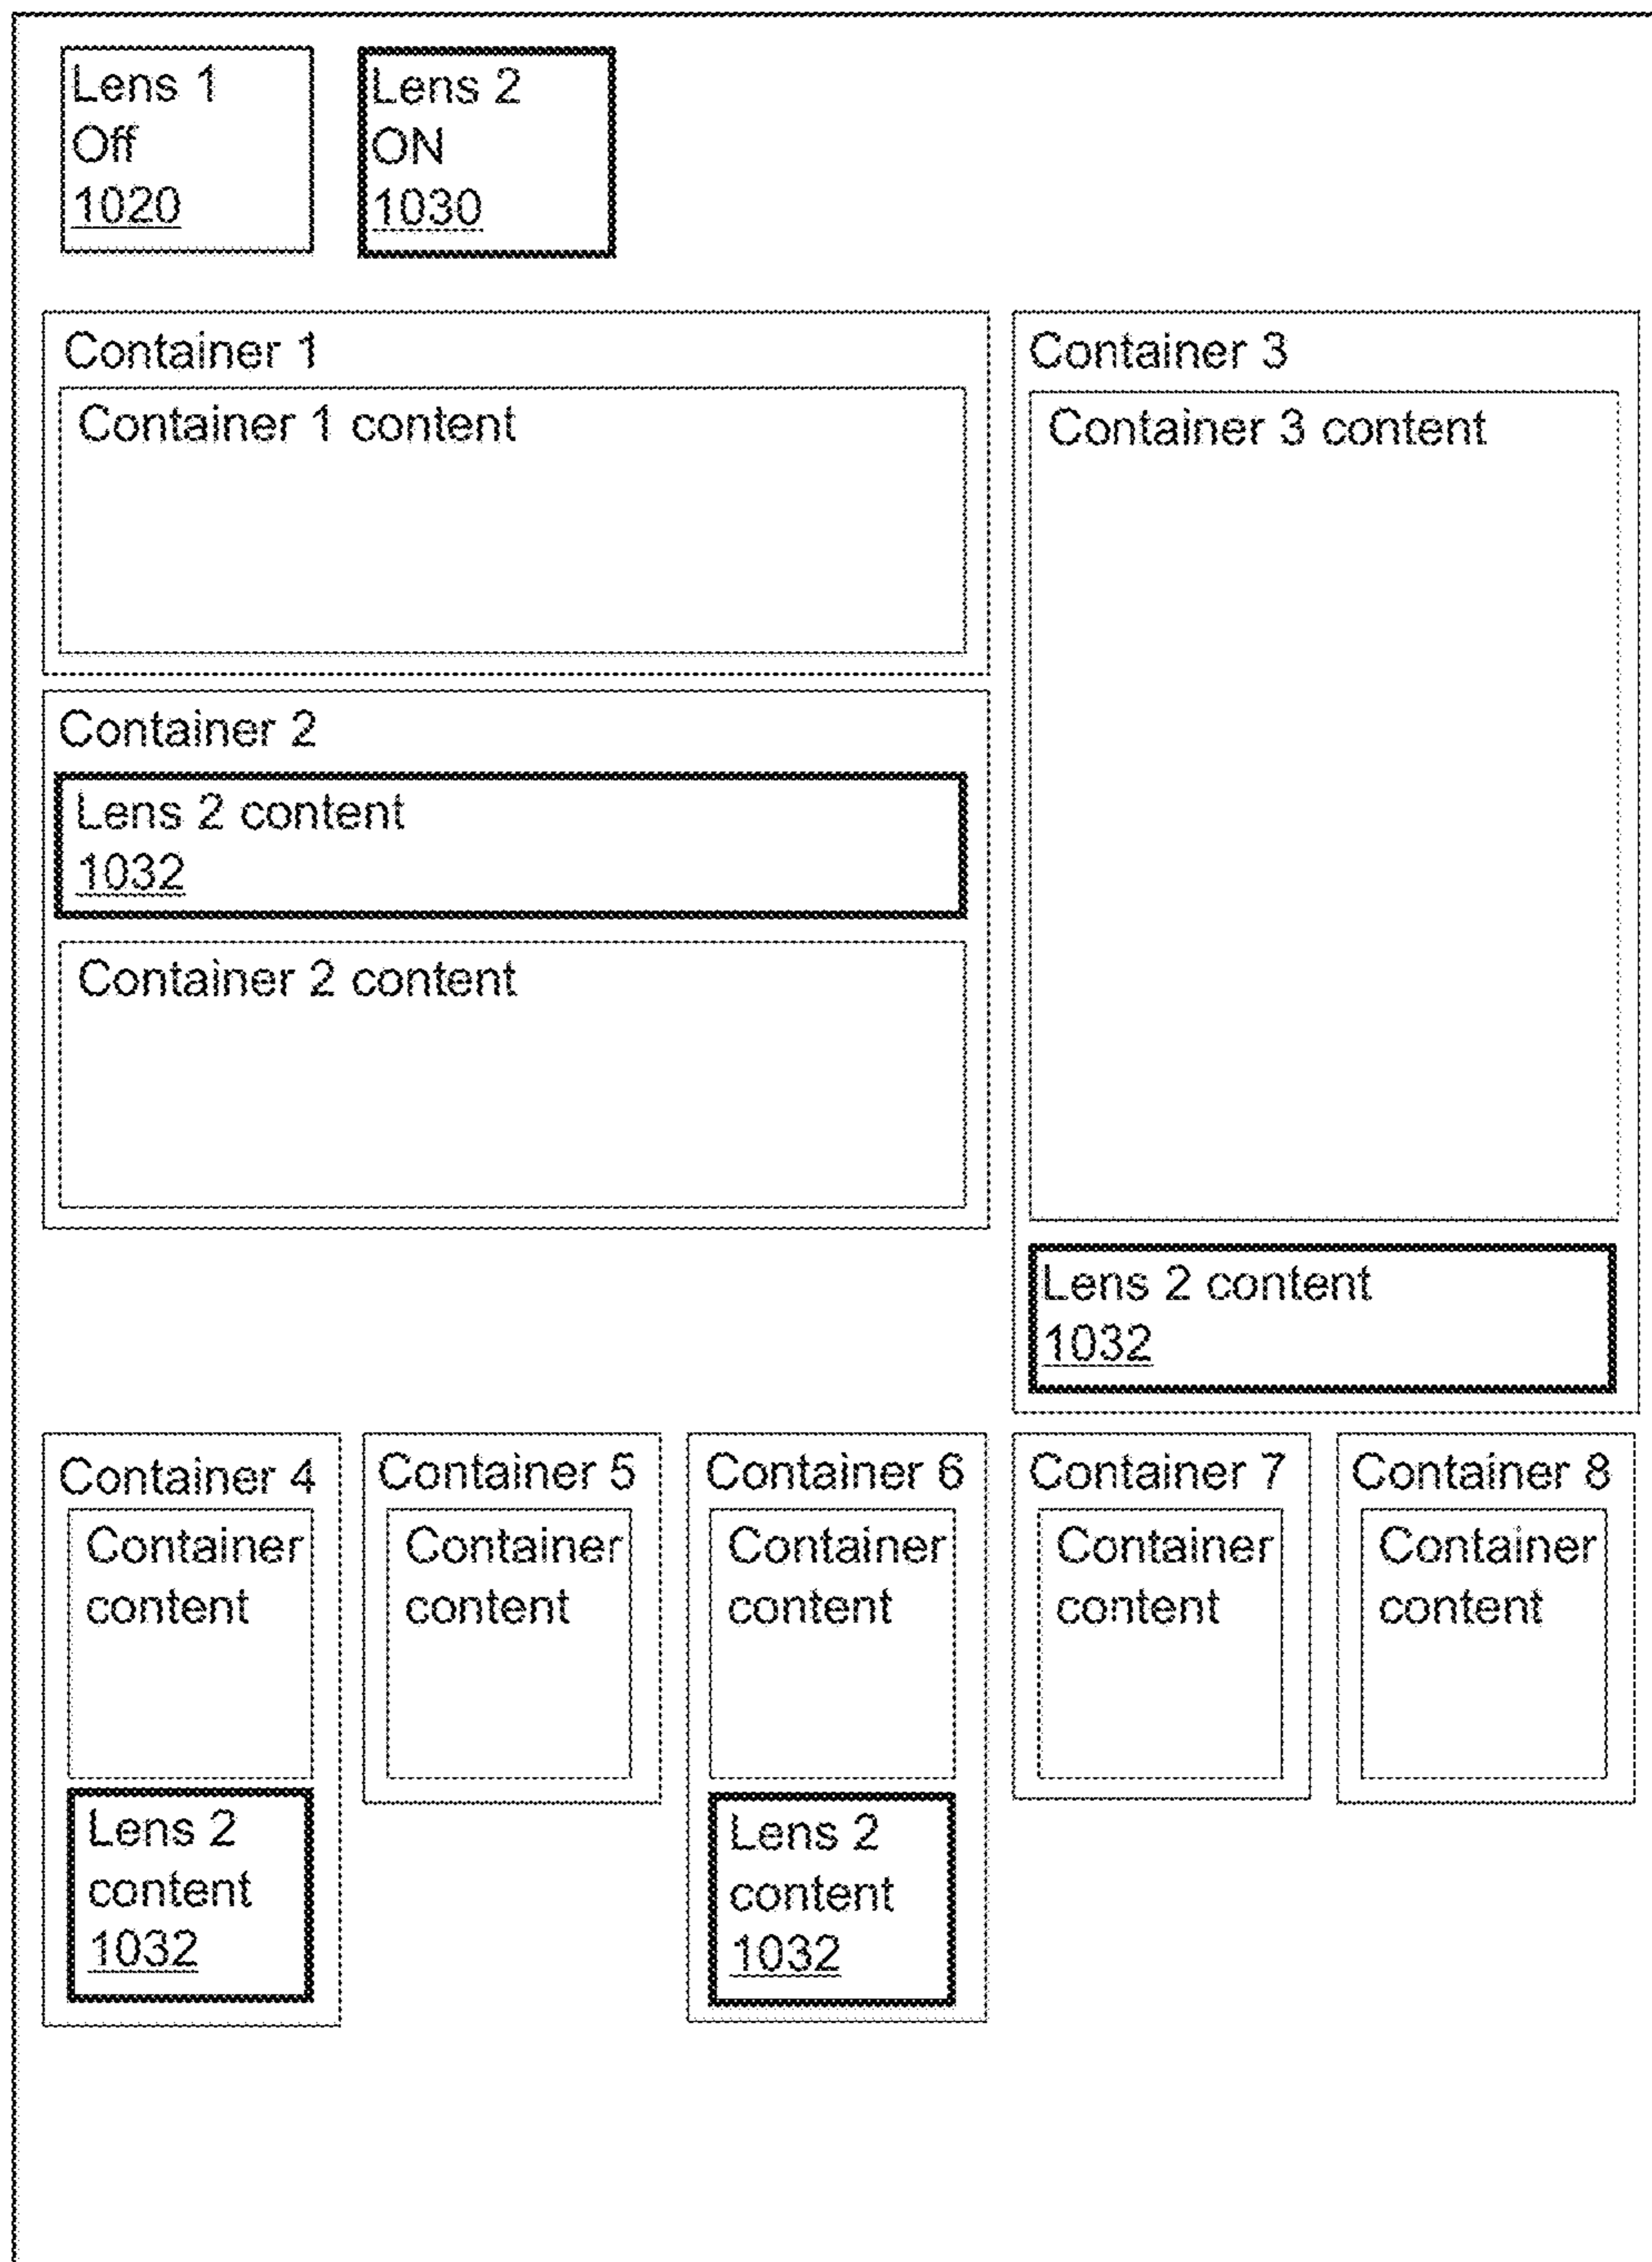 Lens 1
Off
1020
Lens 2
ON
1030
Container 1
Container 1 content
Container 2
Lens 2 content
1032
Container 2 content
Container 3
Container 3 content
Lens 2 content
1032
Container 4
Container
content
Lens 2
content
1032
Container 5
Container
content
Container 6
Container
content
Lens 2
content
1032
Container 7
Container
content
Container 8
Container
content